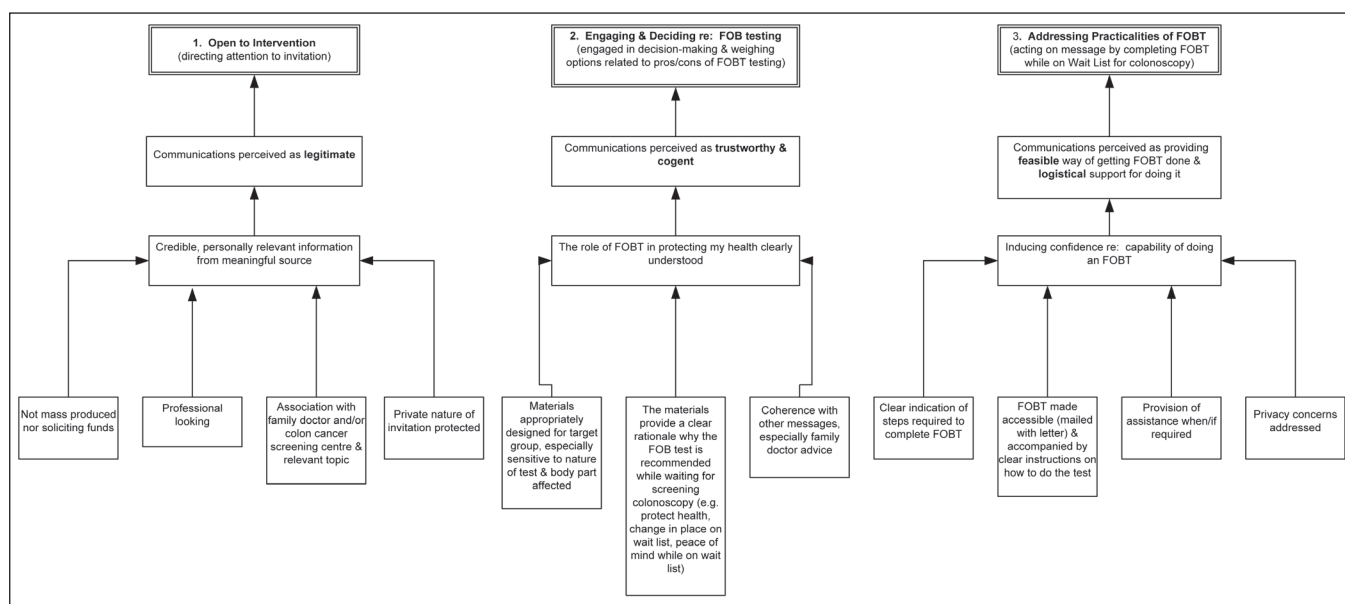 1. Open to Intervention
(directing attention to invitation)
Communications perceived as legitimate
Credible, personally relevant information
from meaningful source
Not mass produced
nor soliciting funds
Professional
looking
Association with
family doctor and/or
colon cancer
screening centre &
relevant topic
Private nature of
invitation protected
2. Engaging & Deciding re: FOB testing
(engaged in decision-making & weighing
options related to pros/cons of FOBT testing)
Communications perceived as trustworthy &
cogent
The role of FOBT in protecting my health clearly
understood
Materials
appropriately
designed for target
group, especially
sensitive to nature of
test & body part
affected
The materials
provide a clear
rationale why the
FOB test is
recommended
while waiting for
screening
colonoscopy (e.g.
protect health,
change in place on
wait list, peace of
mind while on wait
list)
Coherence with
other messages,
especially family
doctor advice
3. Addressing Practicalities of FOBT
(acting on message by completing FOBT
while on Wait List for colonoscopy)
Communications perceived as providing
feasible way of getting FOBT done &
logistical support for doing it
Inducing confidence re: capability of doing
an FOBT
Clear indication of
steps required to
complete FOBT
FOBT made
accessible (mailed
with letter) &
accompanied by
clear instructions on
how to do the test
Provision of
assistance when/if
required
Privacy concerns
addressed